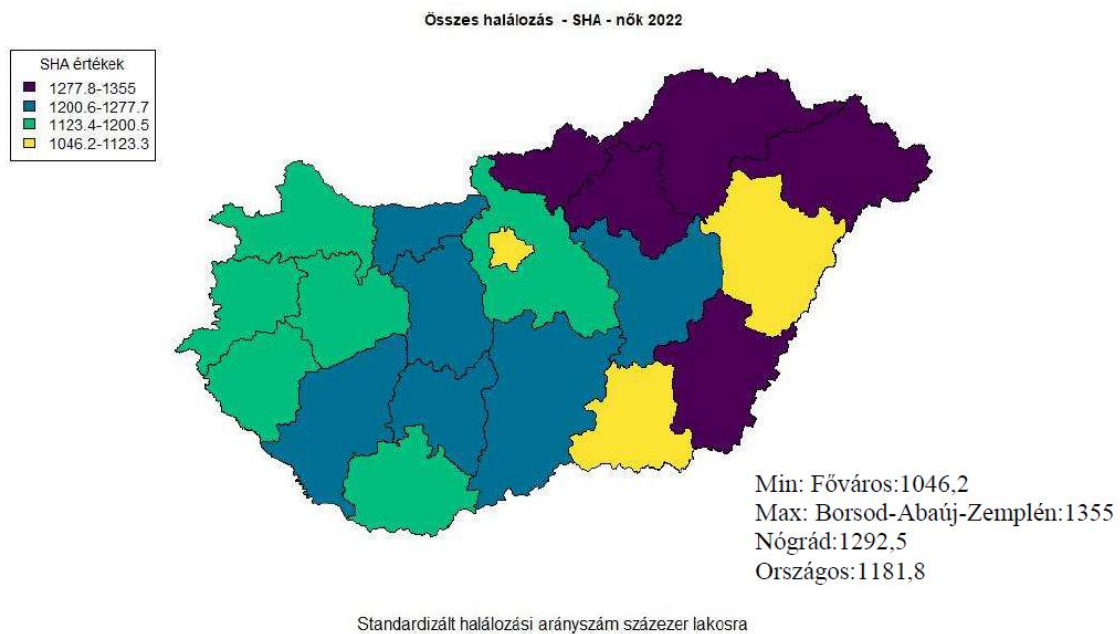 Összes halálozás - SHA - nők 2022
SHA értékek
1277.8-1355
1200.6-1277.7
1123.4-1200.5
1046.2-1123.3
Min: Főváros:1046,2
Max: Borsod-Abaúj-Zemplén:1355
Nógrád:1292,5
Országos:1181,8
Standardizált halálozási arányszám százezer lakosra